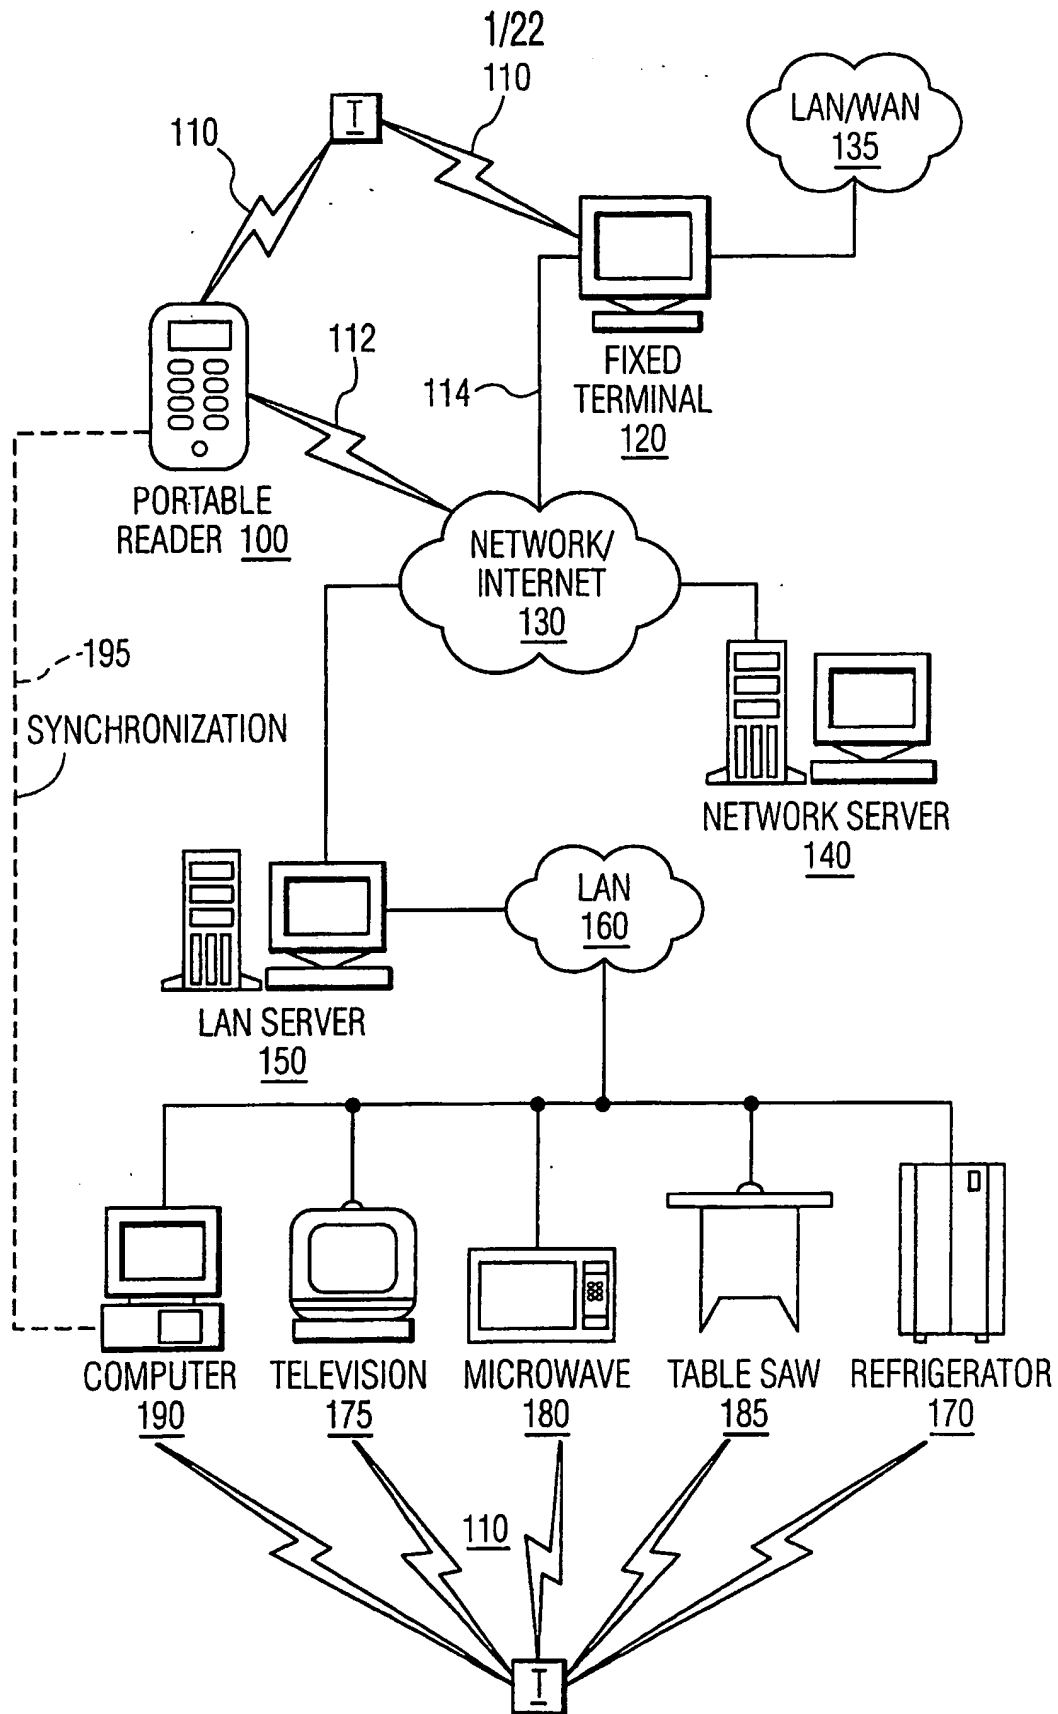 1/22
110
110
T
LAN/WAN
135
112
114
FIXED
TERMINAL
120
PORTABLE
READER 100
NETWORK/
INTERNET
130
195
SYNCHRONIZATION
NETWORK SERVER
140
LAN
160
LAN SERVER
150
COMPUTER
190
TELEVISION
175
MICROWAVE
180
TABLE SAW
185
REFRIGERATOR
170
110
T